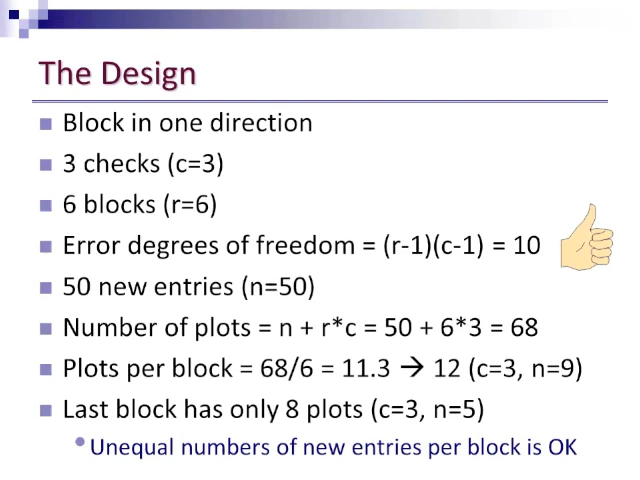 The Design
Block in one direction
3 checks (c=3)
6 blocks (r=6)
Error degrees of freedom = (r-1)(c-1) = 10
50 new entries (n=50)
Number of plots = n + r*c = 50 + 6*3 = 68
Plots per block = 68/6 = 11.3 → 12 (c=3, n=9)
Last block has only 8 plots (c=3, n=5)
Unequal numbers of new entries per block is OK